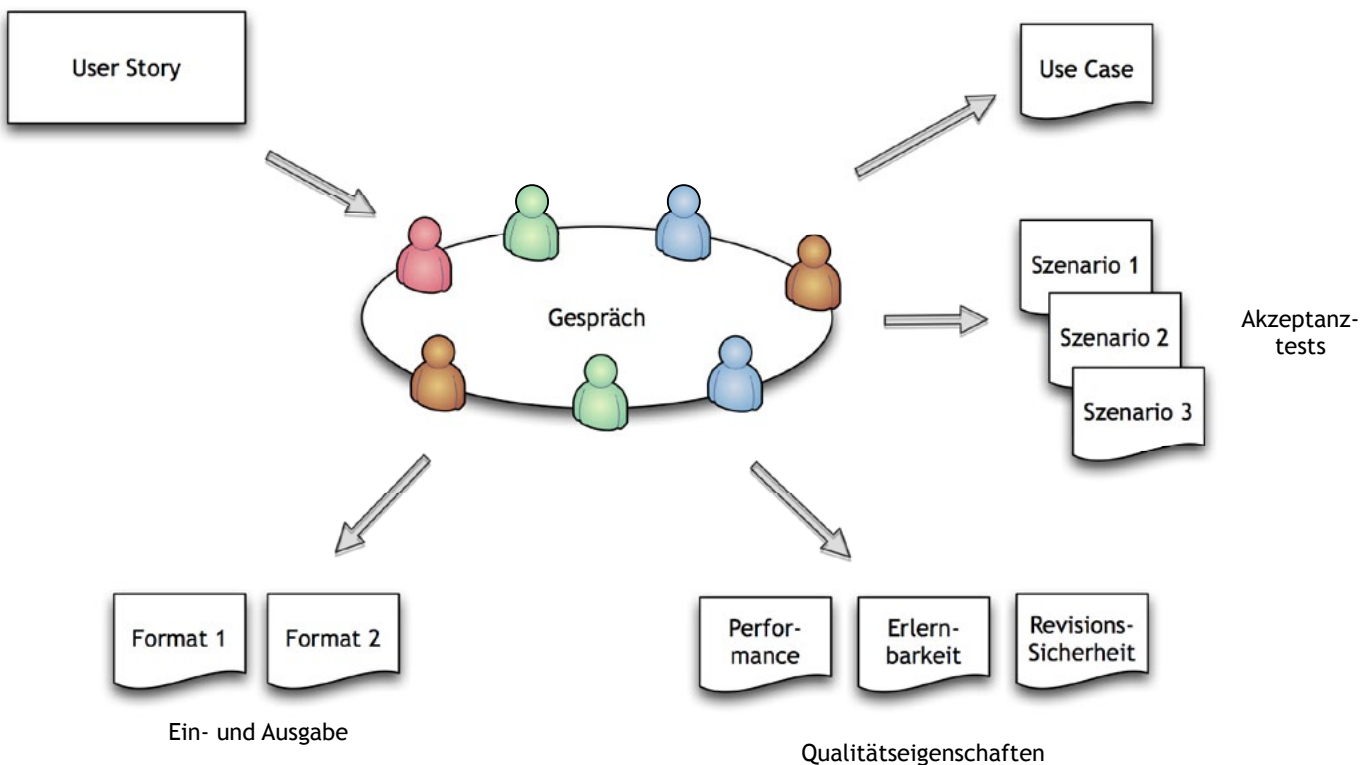 User Story
Use Case
Gespräch
Szenario 1
Szenario 2
Szenario 3
Akzeptanz-
tests
Format 1
Format 2
Ein- und Ausgabe
Perfor-
mance
Erlern-
barkeit
Revisions-
Sicherheit
Qualitätseigenschaften